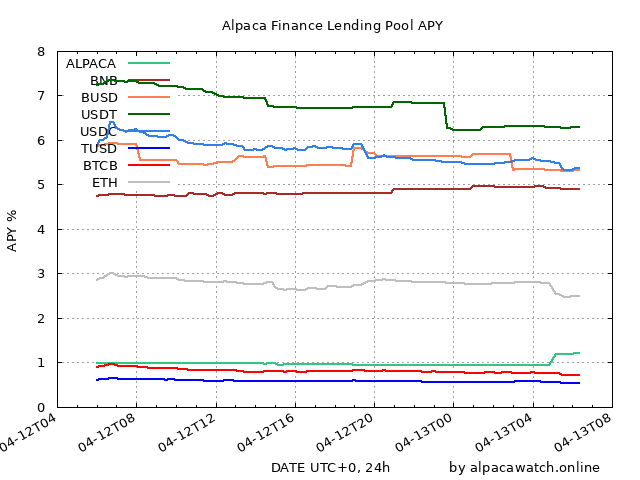 Alpaca Finance Lending Pool APY
8
7
6
5
4
3
2
1
0
APY %
ALPACA
BNB
BUSD
USDT
USDC
TUSD
BTCB
ETH
04-12T04
04-12T08
04-12T12
04-12T16
04-12T20
04-13T00
04-13T04
04-13T08
DATE UTC+0, 24h
by alpacawatch.online